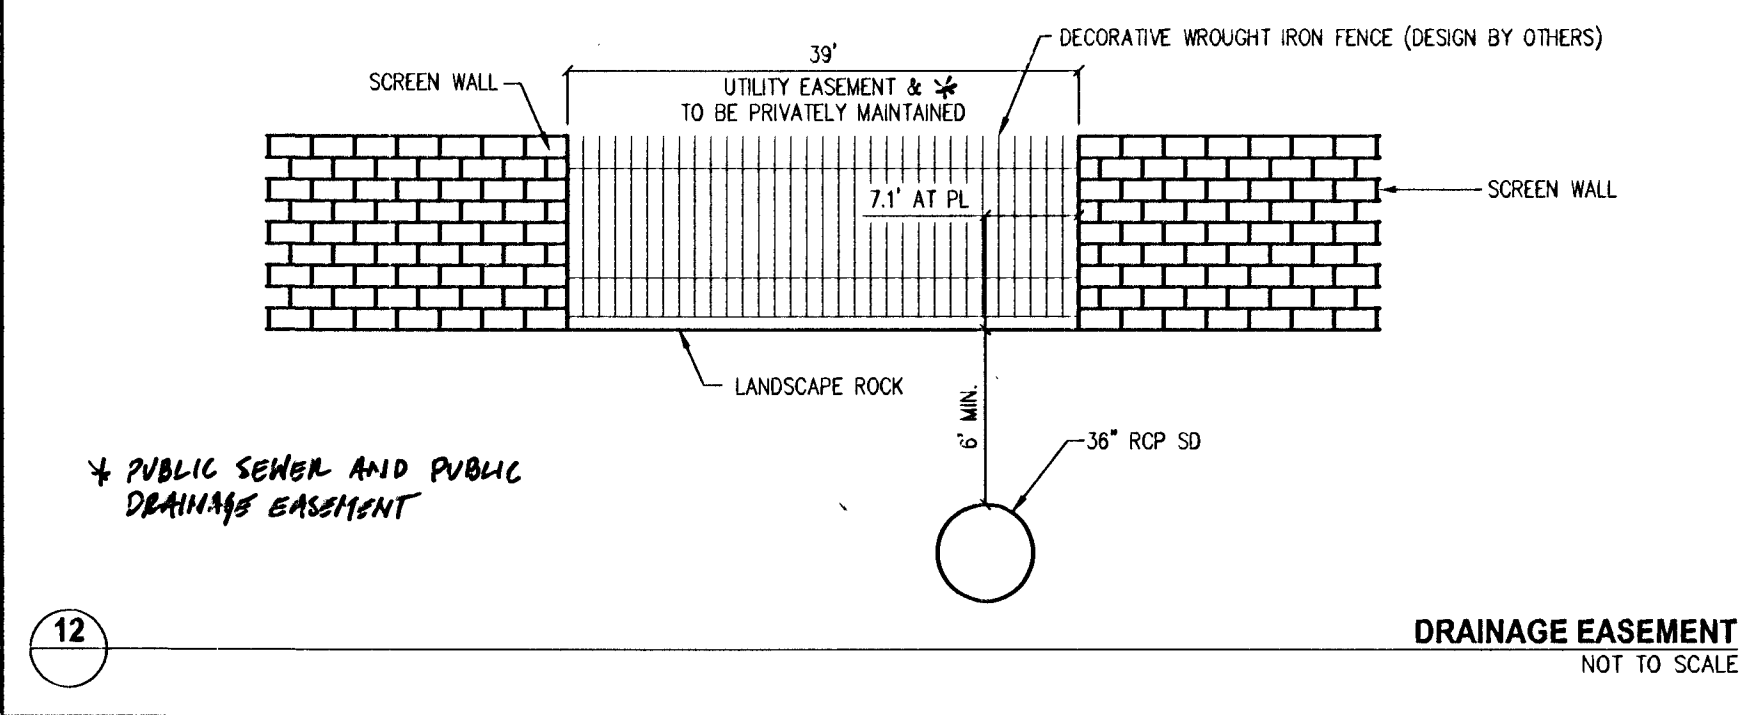 DECORATIVE WROUGHT IRON FENCE (DESIGN BY OTHERS)
39'
SCREEN WALL
UTILITY EASEMENT & *
TO BE PRIVATELY MAINTAINED
7.1' AT PL
SCREEN WALL
LANDSCAPE ROCK
6' MIN.
36" RCP SD
* PUBLIC SEWER AND PUBLIC
DRAINAGE EASEMENT
12
DRAINAGE EASEMENT
NOT TO SCALE